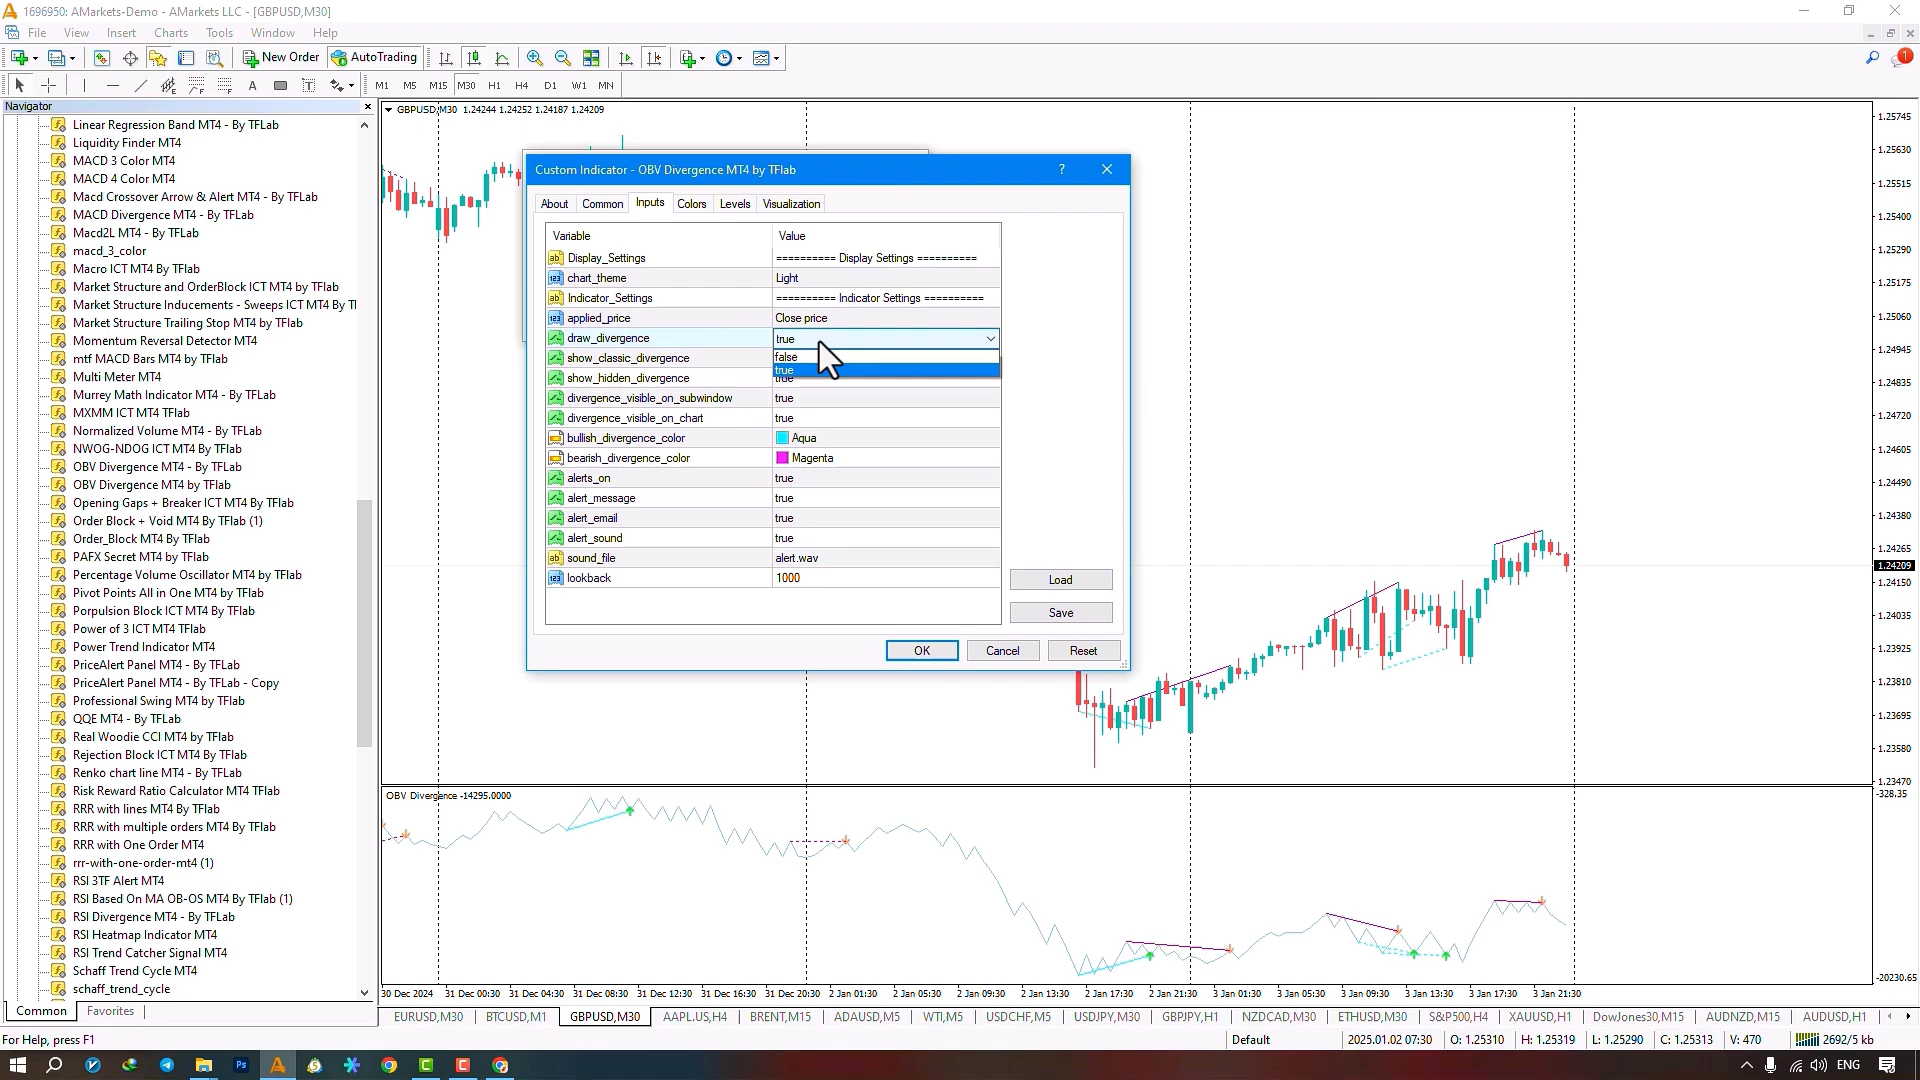 1696950: AMarkets-Demo - AMarkets LLC - [GBPUSD,M30]
File View Insert Charts Tools Window Help
New Order AutoTrading
A T M1 M5 M15 M30 H1 H4 D1 W1 MN
Navigator
Linear Regression Band MT4 - By TFLab
Liquidity Finder MT4
MACD 3 Color MT4
MACD 4 Color MT4
Macd Crossover Arrow & Alert MT4 - By TFLab
MACD Divergence MT4 - By TFLab
Macd2L MT4 - By TFLab
macd_3_color
Macro ICT MT4 By TFlab
Market Structure and OrderBlock ICT MT4 by TFlab
Market Structure Inducements - Sweeps ICT MT4 By Tl
Market Structure Trailing Stop MT4 by TFlab
Momentum Reversal Detector MT4
mtf MACD Bars MT4 by TFlab
Multi Meter MT4
Murrey Math Indicator MT4 - By TFLab
MXMM ICT MT4 TFlab
Normalized Volume MT4 - By TFLab
NWOG-NDOG ICT MT4 By TFlab
OBV Divergence MT4 - By TFLab
OBV Divergence MT4 by TFlab
Opening Gaps + Breaker ICT MT4 By TFlab
Order Block + Void MT4 By TFlab (1)
Order_Block MT4 - By TFLab
PAFX Secret MT4 by TFlab
Percentage Volume Oscillator MT4 by TFlab
Pivot Points All in One MT4 by TFlab
Porpulsion Block ICT MT4 By TFlab
Power of 3 ICT MT4 TFlab
Power Trend Indicator MT4
PriceAlert Panel MT4 - By TFLab
PriceAlert Panel MT4 - By TFLab - Copy
Professional Swing MT4 by TFlab
QQE MT4 - By TFLab
Real Woodie CCI MT4 by TFlab
Rejection Block ICT MT4 By TFlab
Renko chart line MT4 - By TFLab
Risk Reward Ratio Calculator MT4 TFlab
RRR with lines MT4 By TFlab
RRR with multiple orders MT4 By TFlab
RRR with One Order MT4
rrr-with-one-order-mt4 (1)
RSI 3TF Alert MT4
RSI Based On MA OB-OS MT4 By TFlab (1)
RSI Divergence MT4 - By TFLab
RSI Heatmap Indicator MT4
RSI Trend Catcher Signal MT4
Schaff Trend Cycle MT4
schaff_trend_cycle
Common Favorites
GBPUSD,M30 1.24244 1.24252 1.24187 1.24209
Custom Indicator - OBV Divergence MT4 by TFlab
About Common Inputs Colors Levels Visualization
Variable Value
Display_Settings ========== Display Settings ==========
chart_theme Light
Indicator_Settings ========== Indicator Settings ==========
applied_price Close price
draw_divergence true
false
true
show_classic_divergence
show_hidden_divergence true
divergence_visible_on_subwindow true
divergence_visible_on_chart true
bullish_divergence_color Aqua
bearish_divergence_color Magenta
alerts_on true
alert_message true
alert_email true
alert_sound true
sound_file alert.wav
lookback 1000
Load
Save
OK Cancel Reset
1.25745
1.25630
1.25515
1.25400
1.25290
1.25175
1.25060
1.24945
1.24835
1.24720
1.24605
1.24490
1.24380
1.24265
1.24209
1.24150
1.24035
1.23925
1.23810
1.23695
1.23580
1.23470
OBV Divergence -14295.0000
-328.35
-20230.65
30 Dec 2024 31 Dec 00:30 31 Dec 04:30 31 Dec 08:30 31 Dec 12:30 31 Dec 16:30 31 Dec 20:30 2 Jan 01:30 2 Jan 05:30 2 Jan 09:30 2 Jan 13:30 2 Jan 17:30 2 Jan 21:30 3 Jan 01:30 3 Jan 05:30 3 Jan 09:30 3 Jan 13:30 3 Jan 17:30 3 Jan 21:30
EURUSD,M30 BTCUSD,M1 GBPUSD,M30 AAPL.US,H4 BRENT,M15 ADAUSD,M5 WTI,M5 USDCHF,M5 USDJPY,M30 GBPJPY,H1 NZDCAD,M30 ETHUSD,M30 S&P500,H4 XAUUSD,H1 DowJones30,M15 AUDNZD,M15 AUDUSD,H1
For Help, press F1 Default 2025.01.02 07:30 O: 1.25310 H: 1.25319 L: 1.25290 C: 1.25313 V: 470 2692/5 kb
ENG